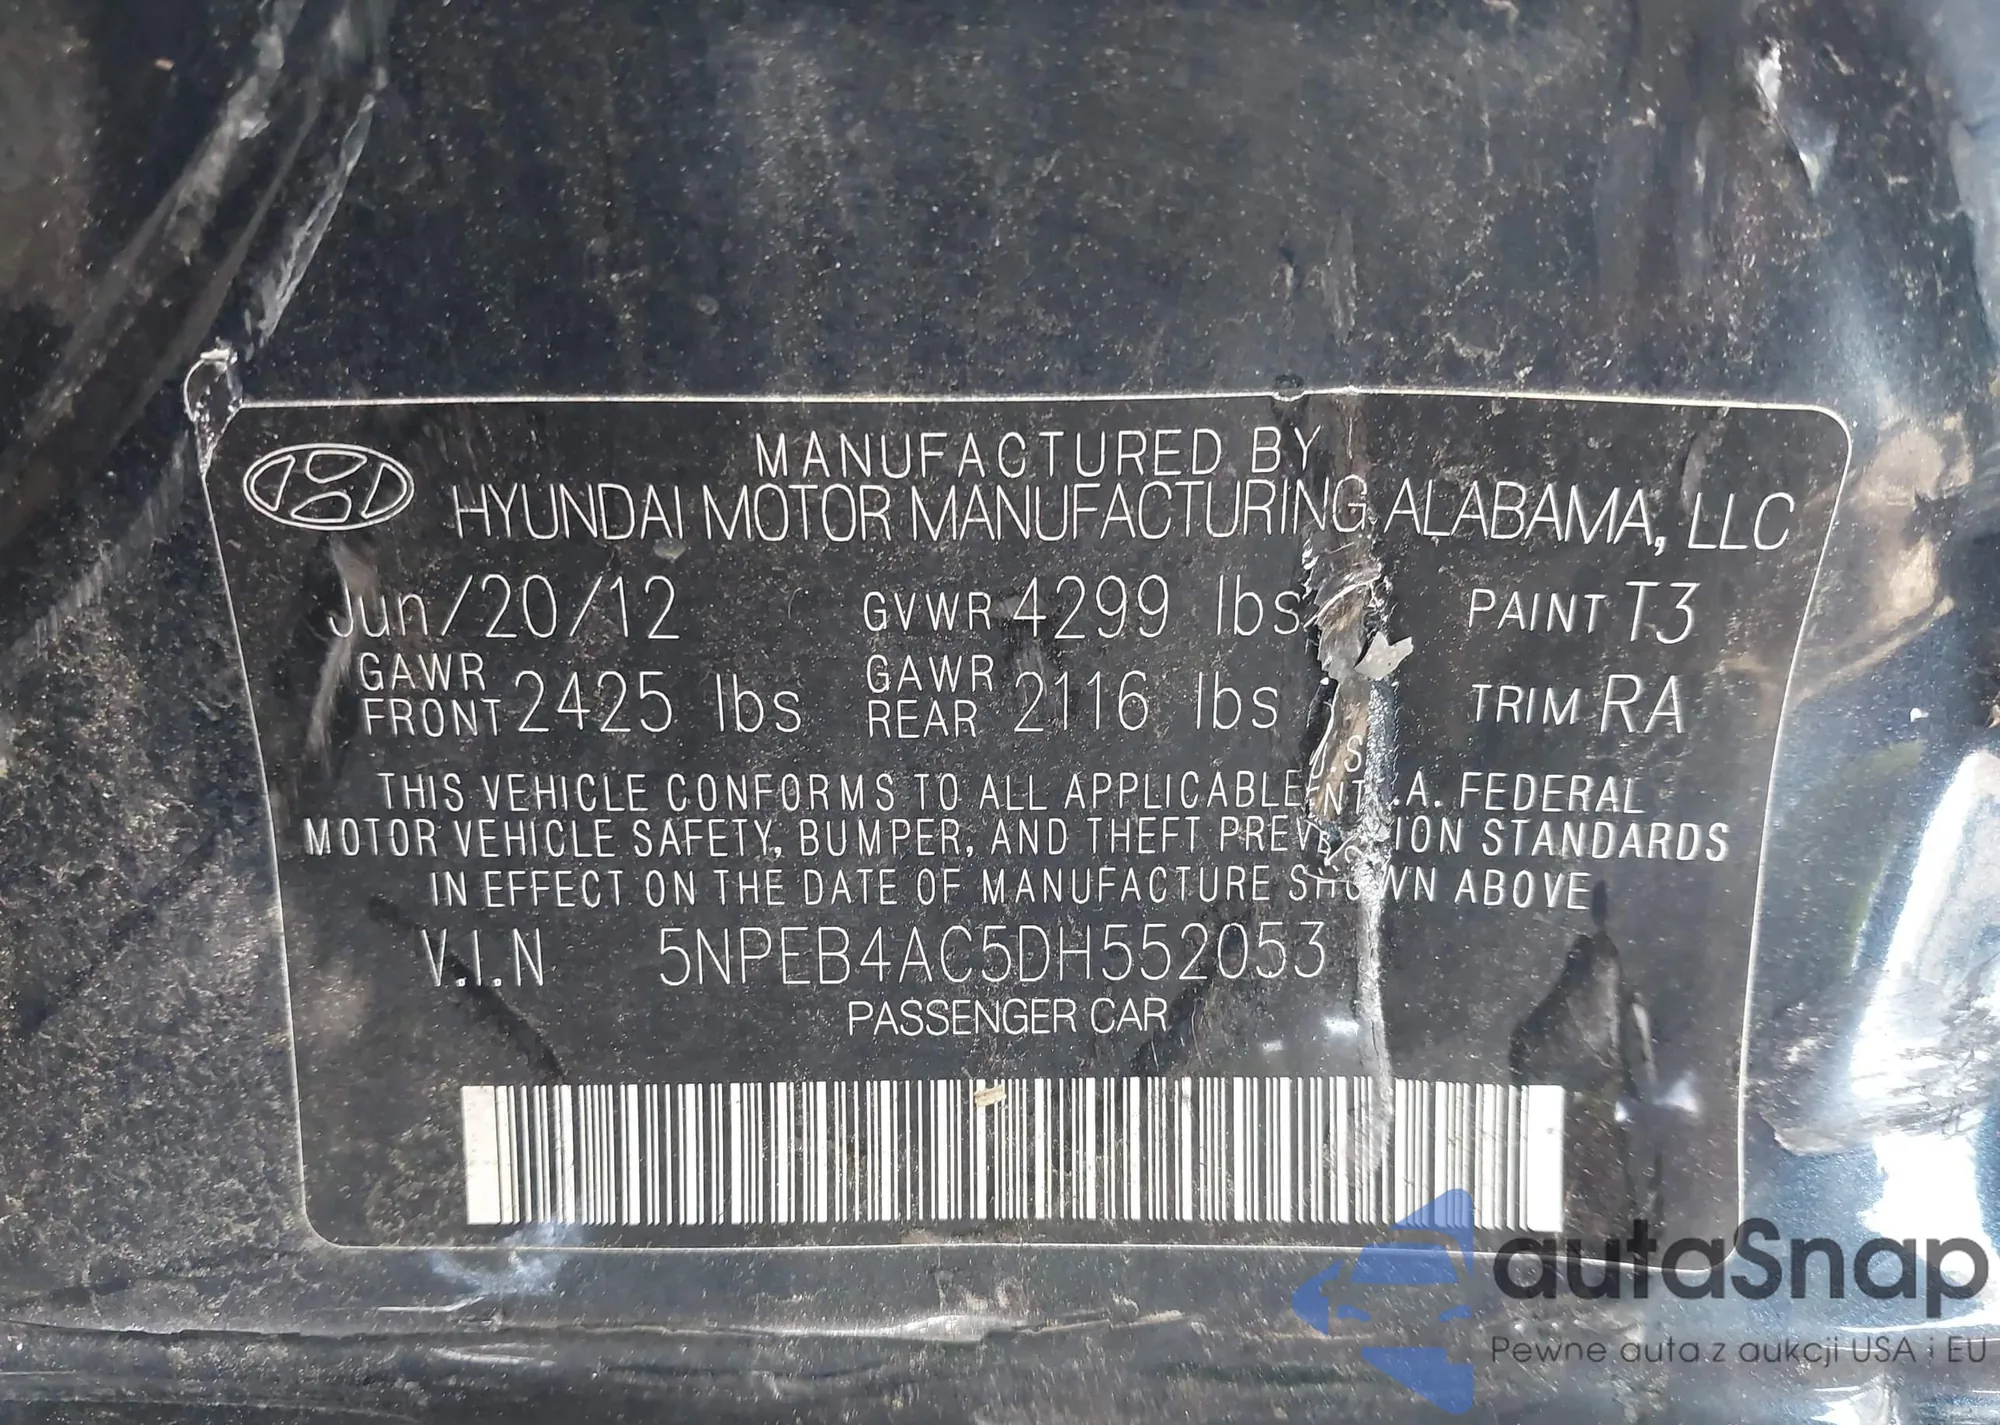 MANUFACTURED BY
HYUNDAI MOTOR MANUFACTURING ALABAMA, LLC
Jun/20/12 GVWR 4299 lbs PAINT T3
GAWR FRONT 2425 lbs GAWR REAR 2116 lbs TRIM RA
THIS VEHICLE CONFORMS TO ALL APPLICABLE U.S.A. FEDERAL
MOTOR VEHICLE SAFETY, BUMPER, AND THEFT PREVENTION STANDARDS
IN EFFECT ON THE DATE OF MANUFACTURE SHOWN ABOVE
V.I.N 5NPEB4AC5DH552053
PASSENGER CAR
autaSnap
Pewne auta z aukcji USA i EU